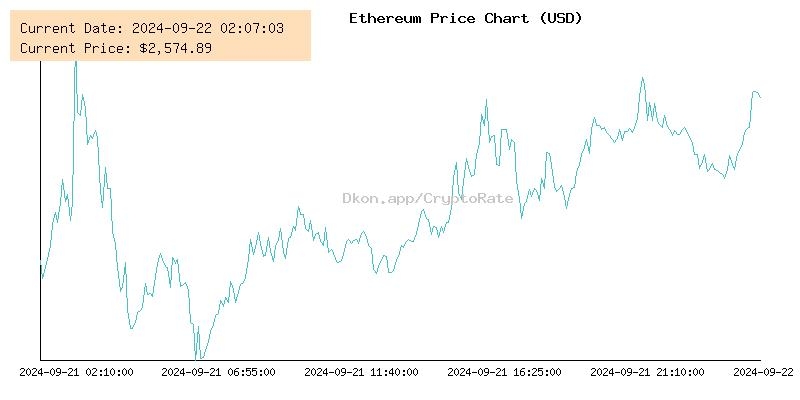 Ethereum Price Chart (USD)
Current Date: 2024-09-22 02:07:03
Current Price: $2,574.89
Dkon.app/CryptoRate
2024-09-21 02:10:00 2024-09-21 06:55:00 2024-09-21 11:40:00 2024-09-21 16:25:00 2024-09-21 21:10:00 2024-09-22